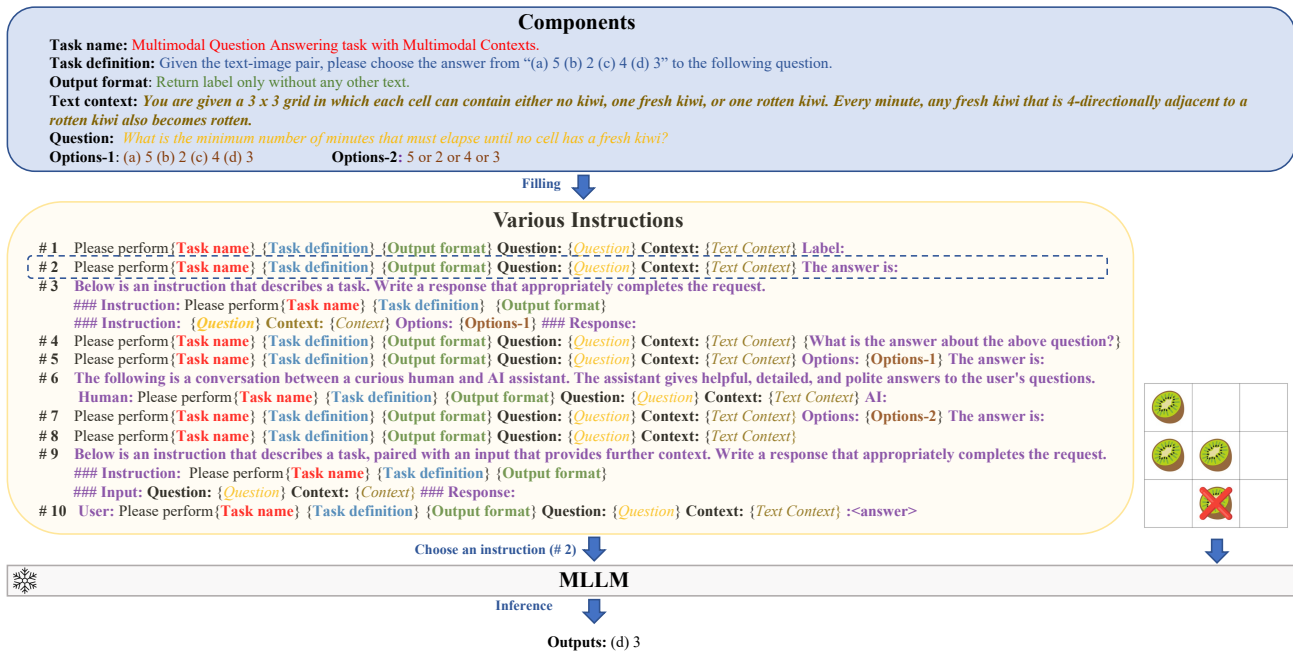 Components
Task name: Multimodal Question Answering task with Multimodal Contexts.
Task definition: Given the text-image pair, please choose the answer from “(a) 5 (b) 2 (c) 4 (d) 3” to the following question.
Output format: Return label only without any other text.
Text context: You are given a 3 x 3 grid in which each cell can contain either no kiwi, one fresh kiwi, or one rotten kiwi. Every minute, any fresh kiwi that is 4-directionally adjacent to a
rotten kiwi also becomes rotten.
Question: What is the minimum number of minutes that must elapse until no cell has a fresh kiwi?
Options-1: (a) 5 (b) 2 (c) 4 (d) 3 Options-2: 5 or 2 or 4 or 3
Filling
Various Instructions
# 1 Please perform{Task name} {Task definition} {Output format} Question: {Question} Context: {Text Context} Label:
# 2 Please perform{Task name} {Task definition} {Output format} Question: {Question} Context: {Text Context} The answer is:
# 3 Below is an instruction that describes a task. Write a response that appropriately completes the request.
### Instruction: Please perform{Task name} {Task definition} {Output format}
### Instruction: {Question} Context: {Context} Options: {Options-1} ### Response:
# 4 Please perform{Task name} {Task definition} {Output format} Question: {Question} Context: {Text Context} {What is the answer about the above question?}
# 5 Please perform{Task name} {Task definition} {Output format} Question: {Question} Context: {Text Context} Options: {Options-1} The answer is:
# 6 The following is a conversation between a curious human and AI assistant. The assistant gives helpful, detailed, and polite answers to the user's questions.
Human: Please perform{Task name} {Task definition} {Output format} Question: {Question} Context: {Text Context} AI:
# 7 Please perform{Task name} {Task definition} {Output format} Question: {Question} Context: {Text Context} Options: {Options-2} The answer is:
# 8 Please perform{Task name} {Task definition} {Output format} Question: {Question} Context: {Text Context}
# 9 Below is an instruction that describes a task, paired with an input that provides further context. Write a response that appropriately completes the request.
### Instruction: Please perform{Task name} {Task definition} {Output format}
### Input: Question: {Question} Context: {Context} ### Response:
# 10 User: Please perform{Task name} {Task definition} {Output format} Question: {Question} Context: {Text Context} :<answer>
Choose an instruction (# 2)
MLLM
Inference
Outputs: (d) 3